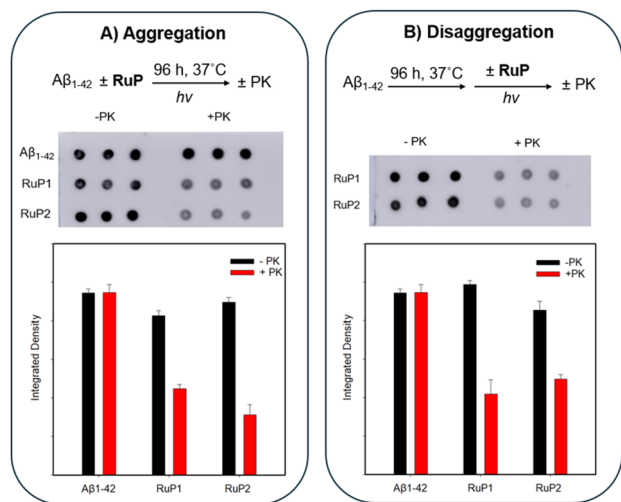 A) Aggregation
Aβ1-42 ± RuP 96 h, 37˚C hv ± PK
-PK +PK
Aβ1-42
RuP1
RuP2
- PK
+ PK
Integrated Density
Aβ1-42 RuP1 RuP2
B) Disaggregation
Aβ1-42 96 h, 37˚C ± RuP hv ± PK
- PK + PK
RuP1
RuP2
-PK
+PK
Integrated Density
Aβ1-42 RuP1 RuP2